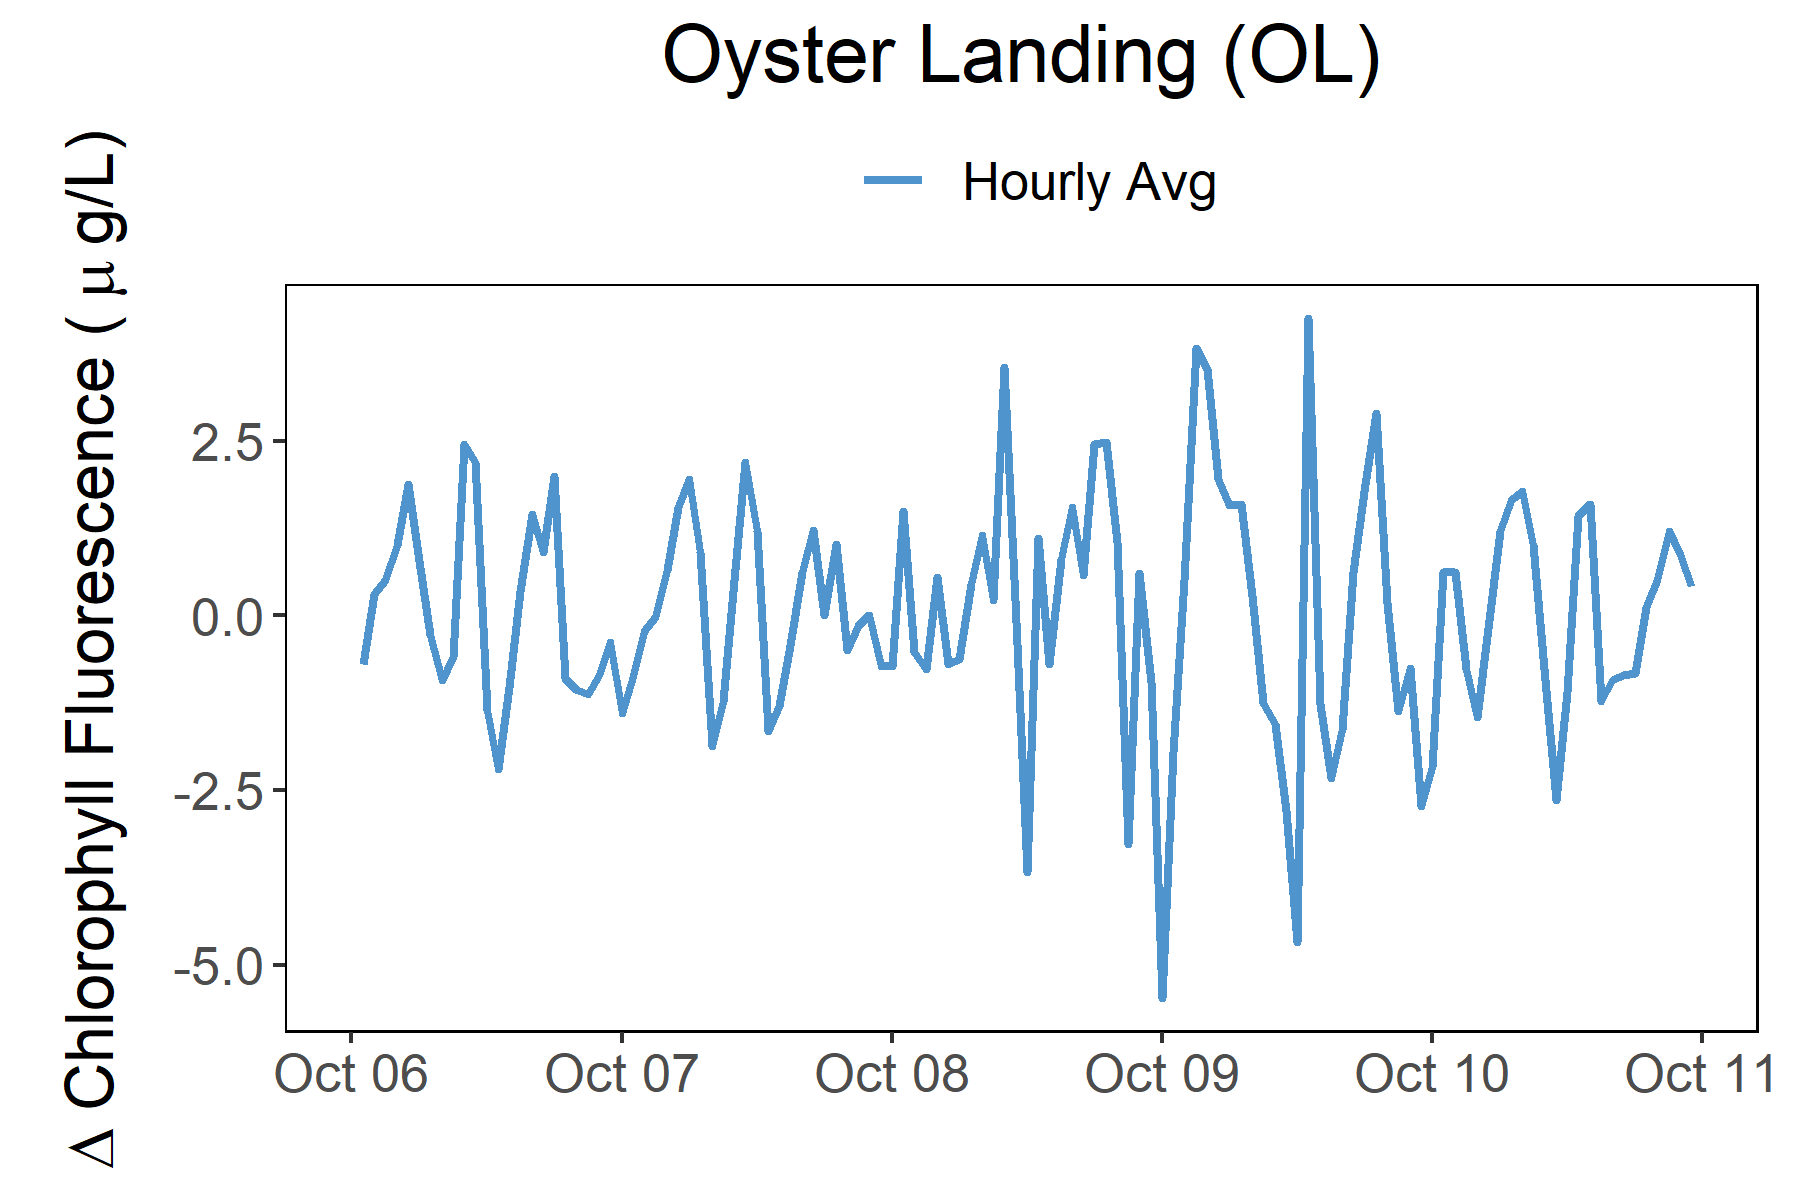 Oyster Landing (OL)
Hourly Avg
Δ Chlorophyll Fluorescence ( μ g/L)
2.5
0.0
-2.5
-5.0
Oct 06 Oct 07 Oct 08 Oct 09 Oct 10 Oct 11